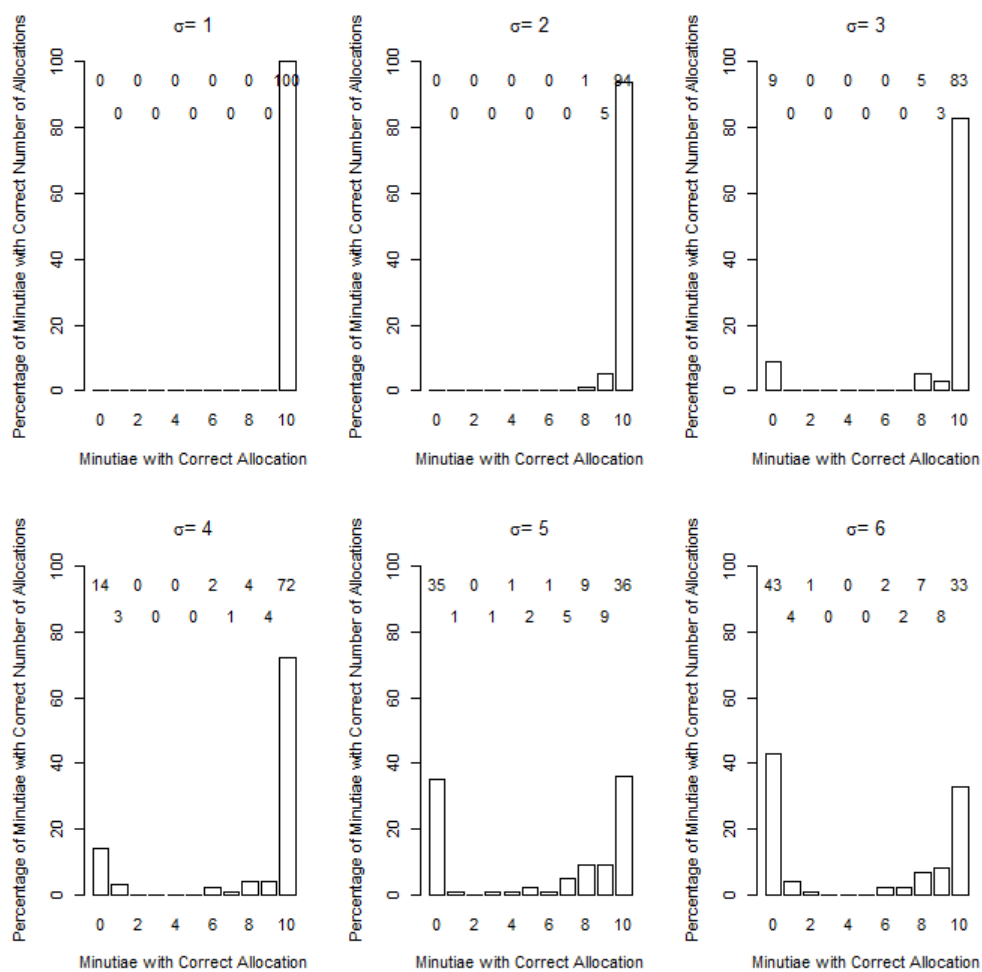 σ= 1
Percentage of Minutiae with Correct Number of Allocations
100
80
60
40
20
0
0 0 0 0 0 100
0 0 0 0 0
0 2 4 6 8 10
Minutiae with Correct Allocation
σ= 2
Percentage of Minutiae with Correct Number of Allocations
100
80
60
40
20
0
0 0 0 0 1 94
0 0 0 0 5
0 2 4 6 8 10
Minutiae with Correct Allocation
σ= 3
Percentage of Minutiae with Correct Number of Allocations
100
80
60
40
20
0
9 0 0 0 5 83
0 0 0 0 3
0 2 4 6 8 10
Minutiae with Correct Allocation
σ= 4
Percentage of Minutiae with Correct Number of Allocations
100
80
60
40
20
0
14 0 0 2 4 72
3 0 0 1 4
0 2 4 6 8 10
Minutiae with Correct Allocation
σ= 5
Percentage of Minutiae with Correct Number of Allocations
100
80
60
40
20
0
35 0 1 1 9 36
1 1 2 5 9
0 2 4 6 8 10
Minutiae with Correct Allocation
σ= 6
Percentage of Minutiae with Correct Number of Allocations
100
80
60
40
20
0
43 1 0 2 7 33
4 0 0 2 8
0 2 4 6 8 10
Minutiae with Correct Allocation